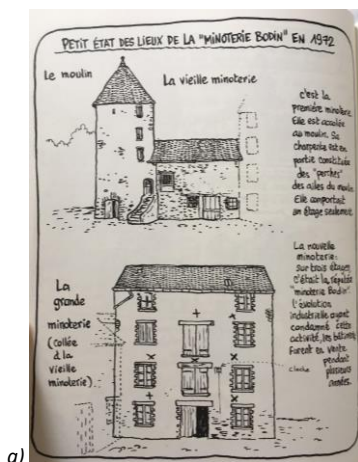 PETIT ÉTAT DES LIEUX DE LA "MINOTERIE BODIN" EN 1972
Le moulin
La vieille minoterie
c'est la
première minoterie.
Elle est accolée
au moulin. Sa
charpente est en
partie constituée
des "perches"
des ailes du moulin.
Elle comportait
un étage seulement.
La
grande
minoterie
(collée
à la
vieille
minoterie)
La nouvelle
minoterie:
sur trois étages,
c'était la réputée
"minoterie Bodin"
l'évolution
industrielle ayant
condamné cette
activité, les bâtiments
furent en vente
pendant
plusieurs
années.
cloche
a)